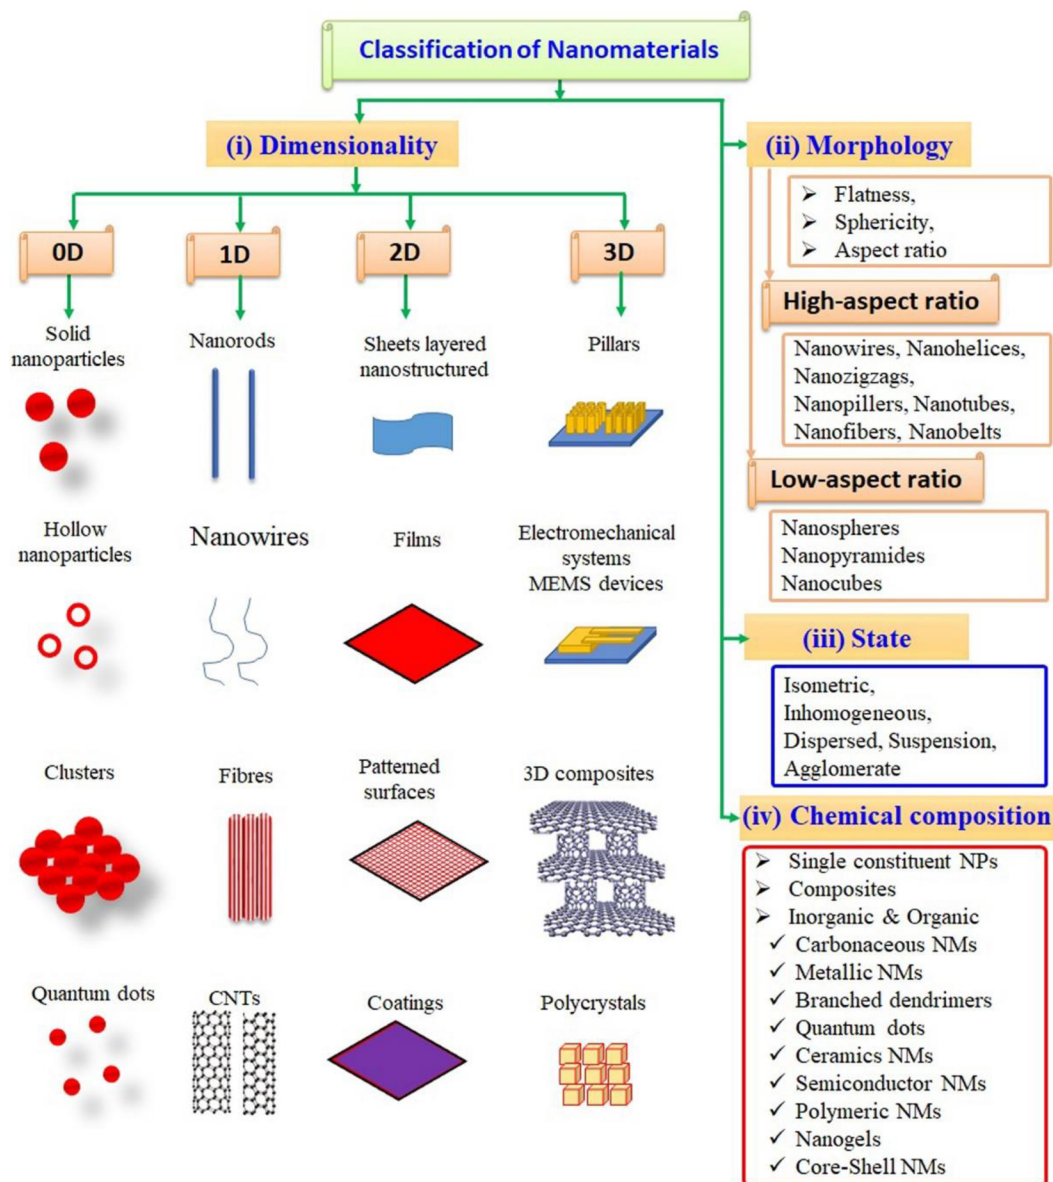 Classification of Nanomaterials
(i) Dimensionality
0D
1D
2D
3D
Solid
nanoparticles
Nanorods
Sheets layered
nanostructured
Pillars
Hollow
nanoparticles
Nanowires
Films
Electromechanical
systems
MEMS devices
Clusters
Fibres
Patterned
surfaces
3D composites
Quantum dots
CNTs
Coatings
Polycrystals
(ii) Morphology
➢ Flatness,
➢ Sphericity,
➢ Aspect ratio
High-aspect ratio
Nanowires, Nanohelices,
Nanozigzags,
Nanopillers, Nanotubes,
Nanofibers, Nanobelts
Low-aspect ratio
Nanospheres
Nanopyramides
Nanocubes
(iii) State
Isometric,
Inhomogeneous,
Dispersed, Suspension,
Agglomerate
(iv) Chemical composition
➢ Single constituent NPs
➢ Composites
➢ Inorganic & Organic
✓ Carbonaceous NMs
✓ Metallic NMs
✓ Branched dendrimers
✓ Quantum dots
✓ Ceramics NMs
✓ Semiconductor NMs
✓ Polymeric NMs
✓ Nanogels
✓ Core-Shell NMs